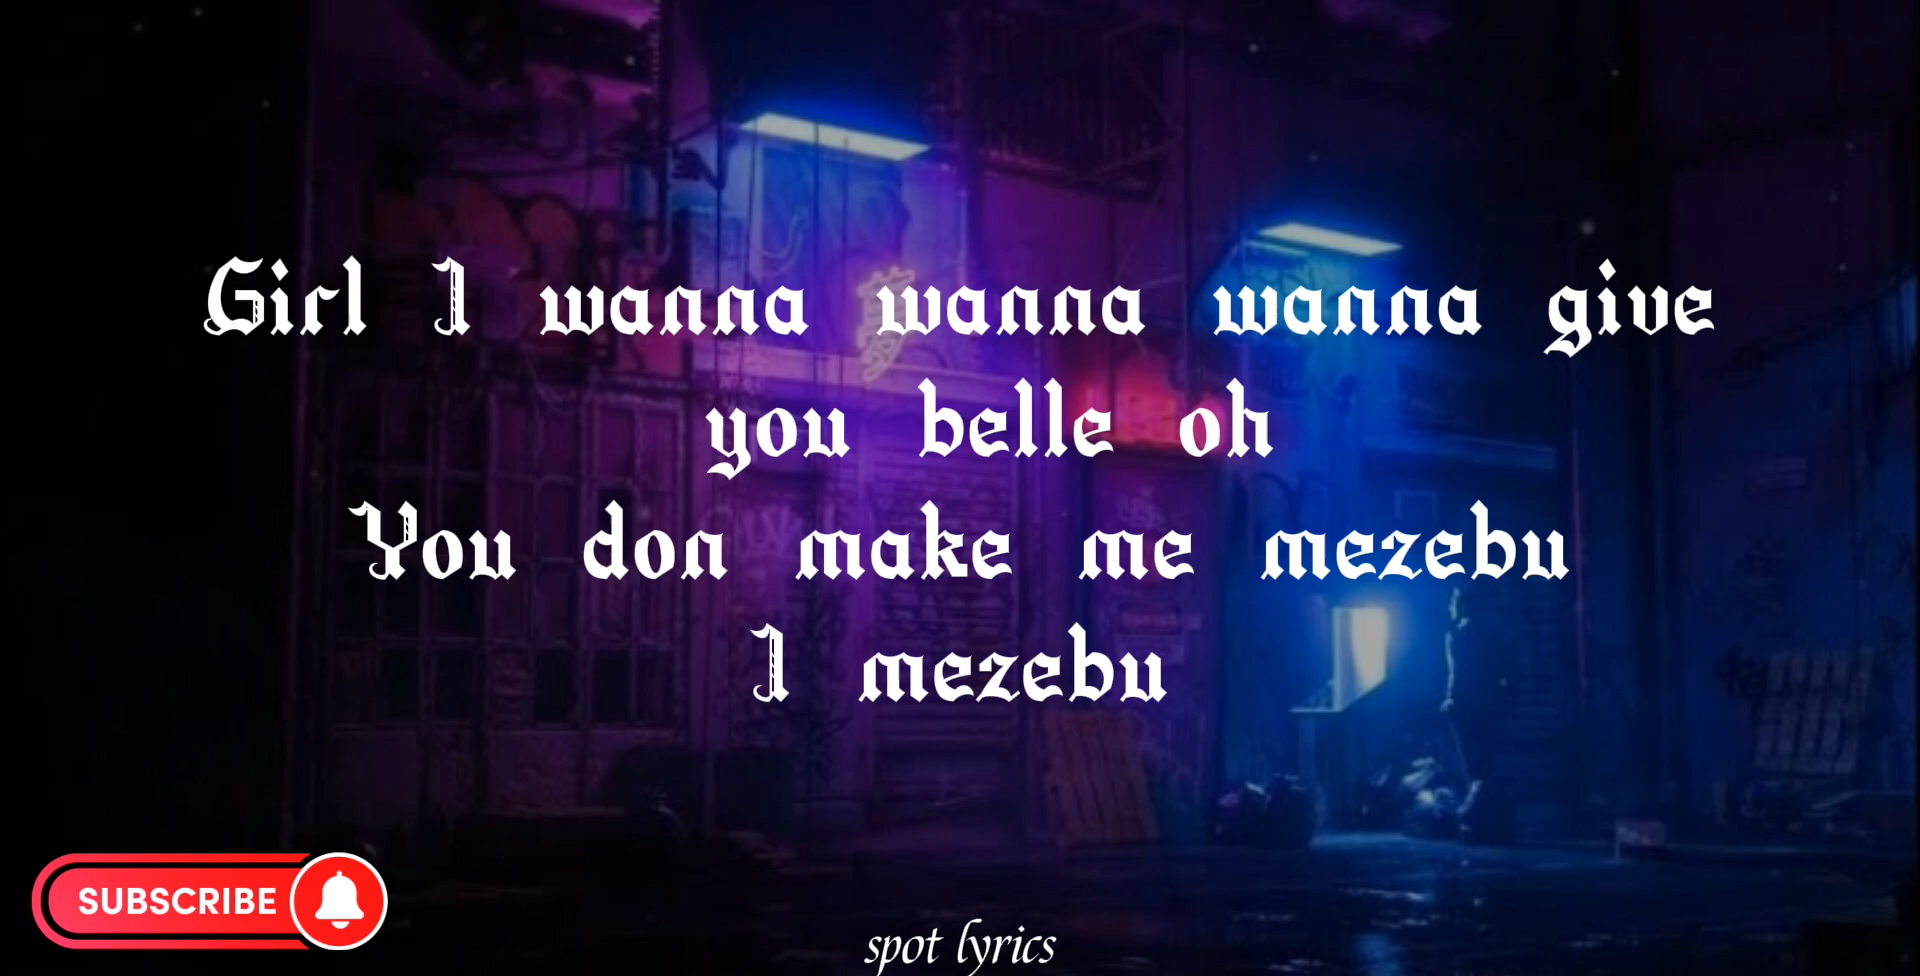 Girl I wanna wanna wanna give
you belle oh
You don make me mezebu
I mezebu
SUBSCRIBE
spot lyrics